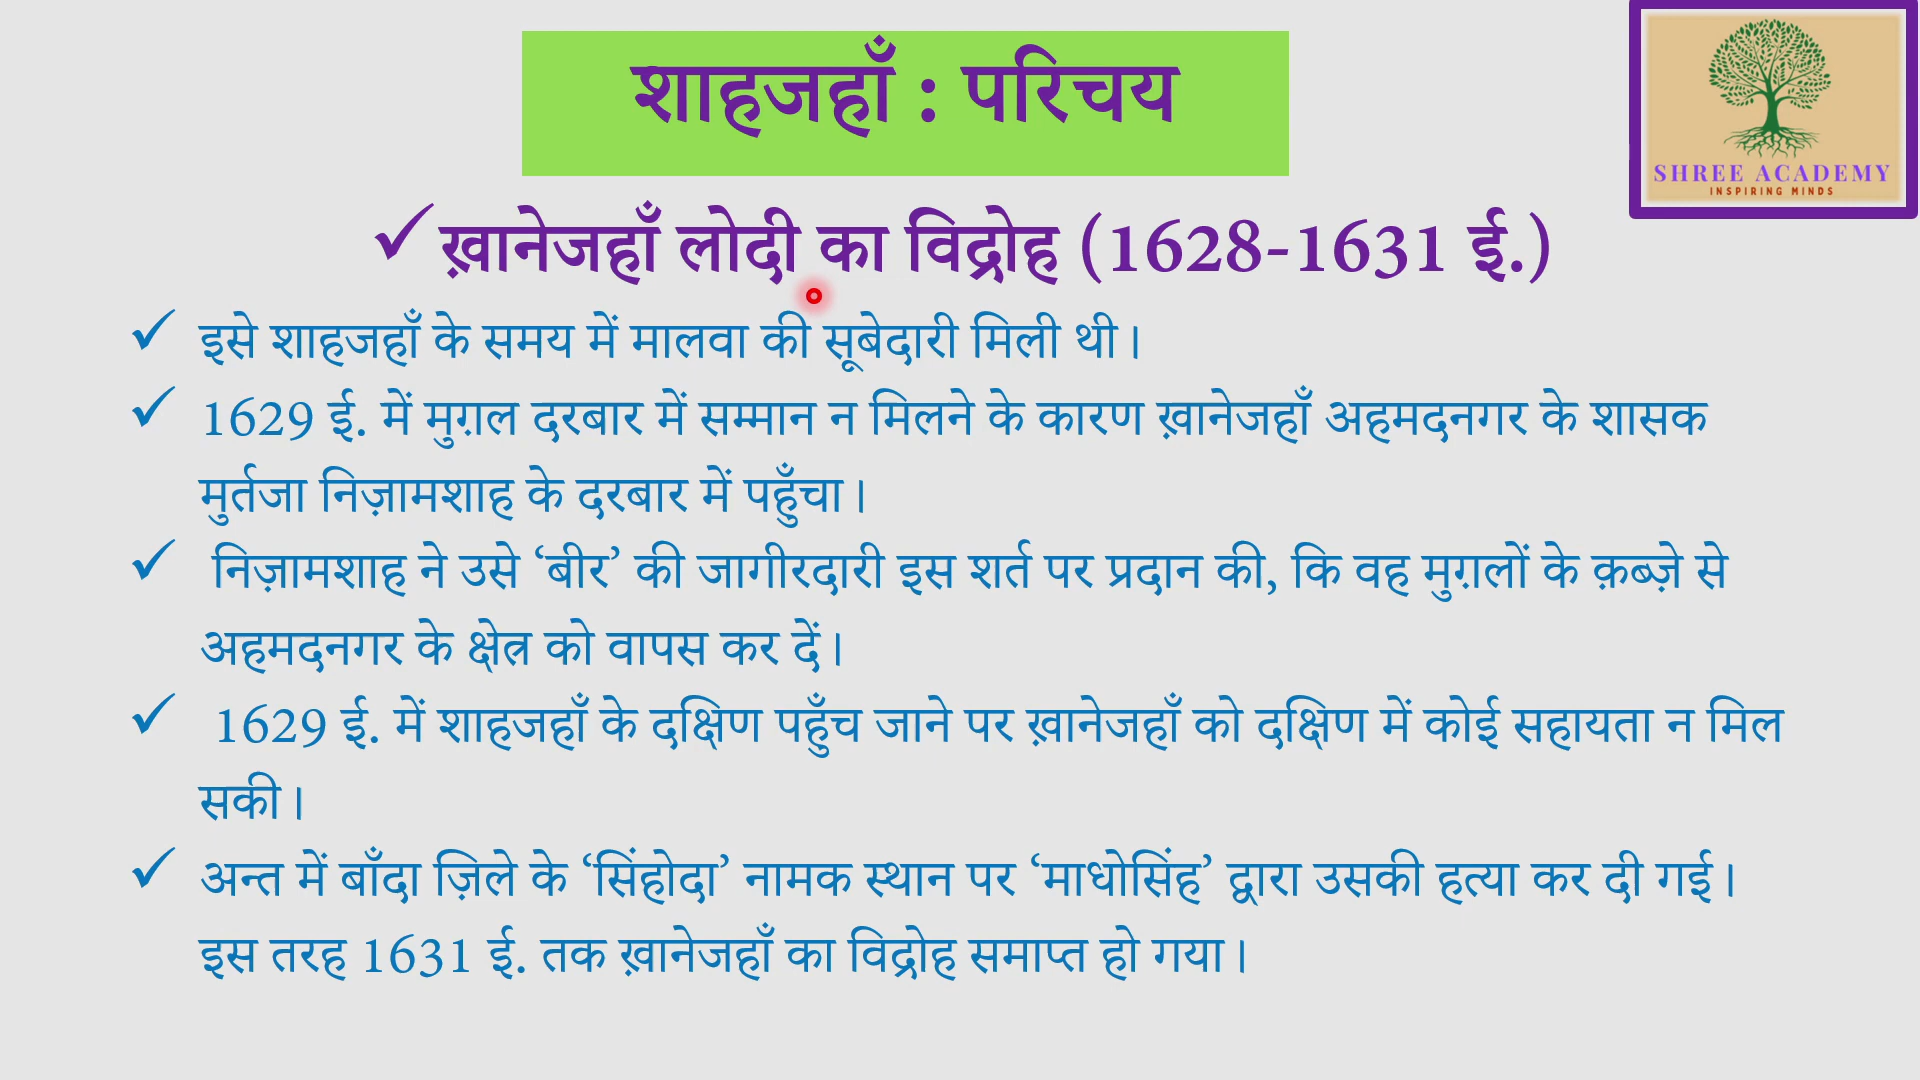 शाहजहाँ : परिचय
SHREE ACADEMY
INSPIRING MINDS
✓ ख़ानेजहाँ लोदी का विद्रोह (1628-1631 ई.)
✓ इसे शाहजहाँ के समय में मालवा की सूबेदारी मिली थी।
✓ 1629 ई. में मुग़ल दरबार में सम्मान न मिलने के कारण ख़ानेजहाँ अहमदनगर के शासक
मुर्तजा निज़ामशाह के दरबार में पहुँचा।
✓ निज़ामशाह ने उसे ‘बीर’ की जागीरदारी इस शर्त पर प्रदान की, कि वह मुग़लों के क़ब्ज़े से
अहमदनगर के क्षेत्र को वापस कर दें।
✓ 1629 ई. में शाहजहाँ के दक्षिण पहुँच जाने पर ख़ानेजहाँ को दक्षिण में कोई सहायता न मिल
सकी।
✓ अन्त में बाँदा ज़िले के ‘सिंहोदा’ नामक स्थान पर ‘माधोसिंह’ द्वारा उसकी हत्या कर दी गई।
इस तरह 1631 ई. तक ख़ानेजहाँ का विद्रोह समाप्त हो गया।